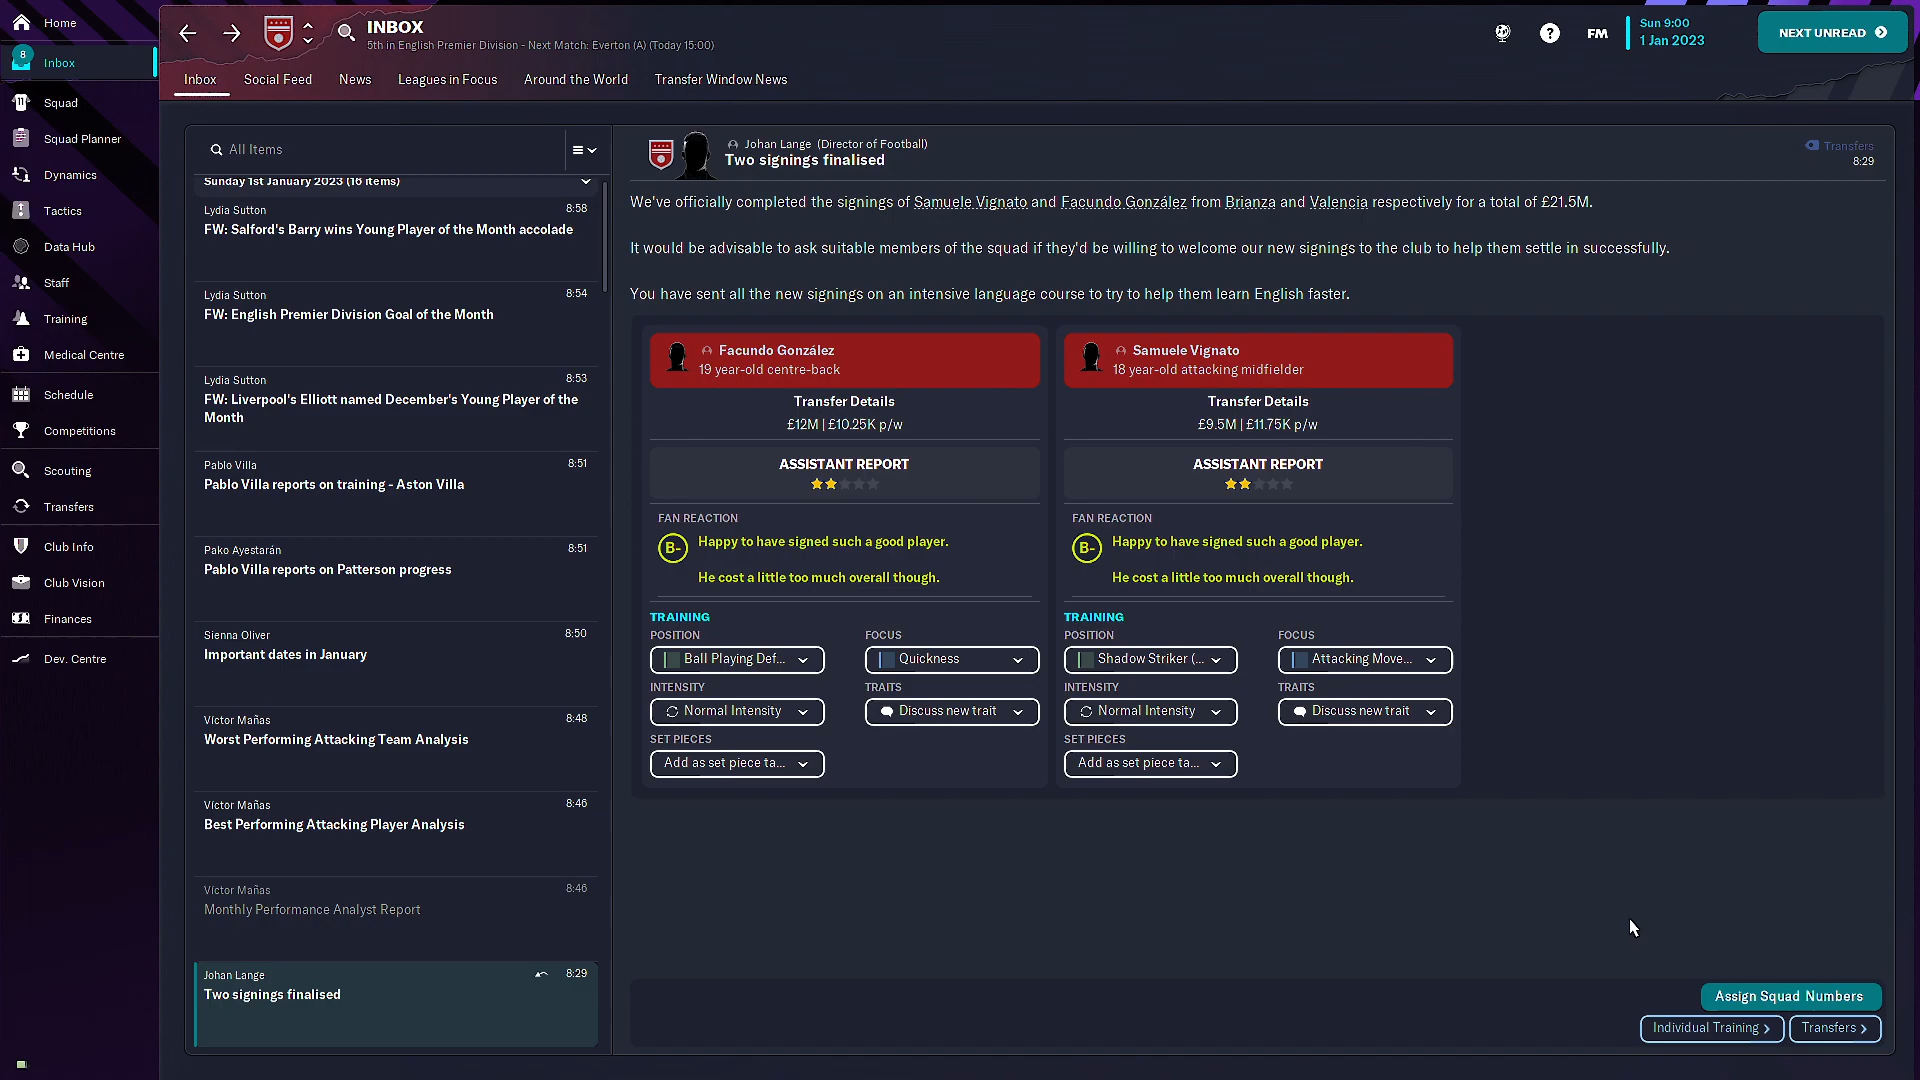 Home
8
Inbox
Squad
Squad Planner
Dynamics
Tactics
Data Hub
Staff
Training
Medical Centre
Schedule
Competitions
Scouting
Transfers
Club Info
Club Vision
Finances
Dev. Centre
INBOX
5th in English Premier Division - Next Match: Everton (A) (Today 15:00)
FM
Sun 9:00
1 Jan 2023
NEXT UNREAD
Inbox
Social Feed
News
Leagues in Focus
Around the World
Transfer Window News
All Items
Sunday 1st January 2023 (16 items)
Lydia Sutton 8:58
FW: Salford's Barry wins Young Player of the Month accolade
Lydia Sutton 8:54
FW: English Premier Division Goal of the Month
Lydia Sutton 8:53
FW: Liverpool's Elliott named December's Young Player of the
Month
Pablo Villa 8:51
Pablo Villa reports on training - Aston Villa
Pako Ayestarán 8:51
Pablo Villa reports on Patterson progress
Sienna Oliver 8:50
Important dates in January
Víctor Mañas 8:48
Worst Performing Attacking Team Analysis
Víctor Mañas 8:46
Best Performing Attacking Player Analysis
Víctor Mañas 8:46
Monthly Performance Analyst Report
Johan Lange 8:29
Two signings finalised
Johan Lange (Director of Football)
Two signings finalised
Transfers
8:29
We've officially completed the signings of Samuele Vignato and Facundo González from Brianza and Valencia respectively for a total of £21.5M.
It would be advisable to ask suitable members of the squad if they'd be willing to welcome our new signings to the club to help them settle in successfully.
You have sent all the new signings on an intensive language course to try to help them learn English faster.
Facundo González
19 year-old centre-back
Transfer Details
£12M | £10.25K p/w
ASSISTANT REPORT
FAN REACTION
B-
Happy to have signed such a good player.
He cost a little too much overall though.
TRAINING
POSITION FOCUS
Ball Playing Def... Quickness
INTENSITY TRAITS
Normal Intensity Discuss new trait
SET PIECES
Add as set piece ta...
Samuele Vignato
18 year-old attacking midfielder
Transfer Details
£9.5M | £11.75K p/w
ASSISTANT REPORT
FAN REACTION
B-
Happy to have signed such a good player.
He cost a little too much overall though.
TRAINING
POSITION FOCUS
Shadow Striker (... Attacking Move...
INTENSITY TRAITS
Normal Intensity Discuss new trait
SET PIECES
Add as set piece ta...
Assign Squad Numbers
Individual Training
Transfers